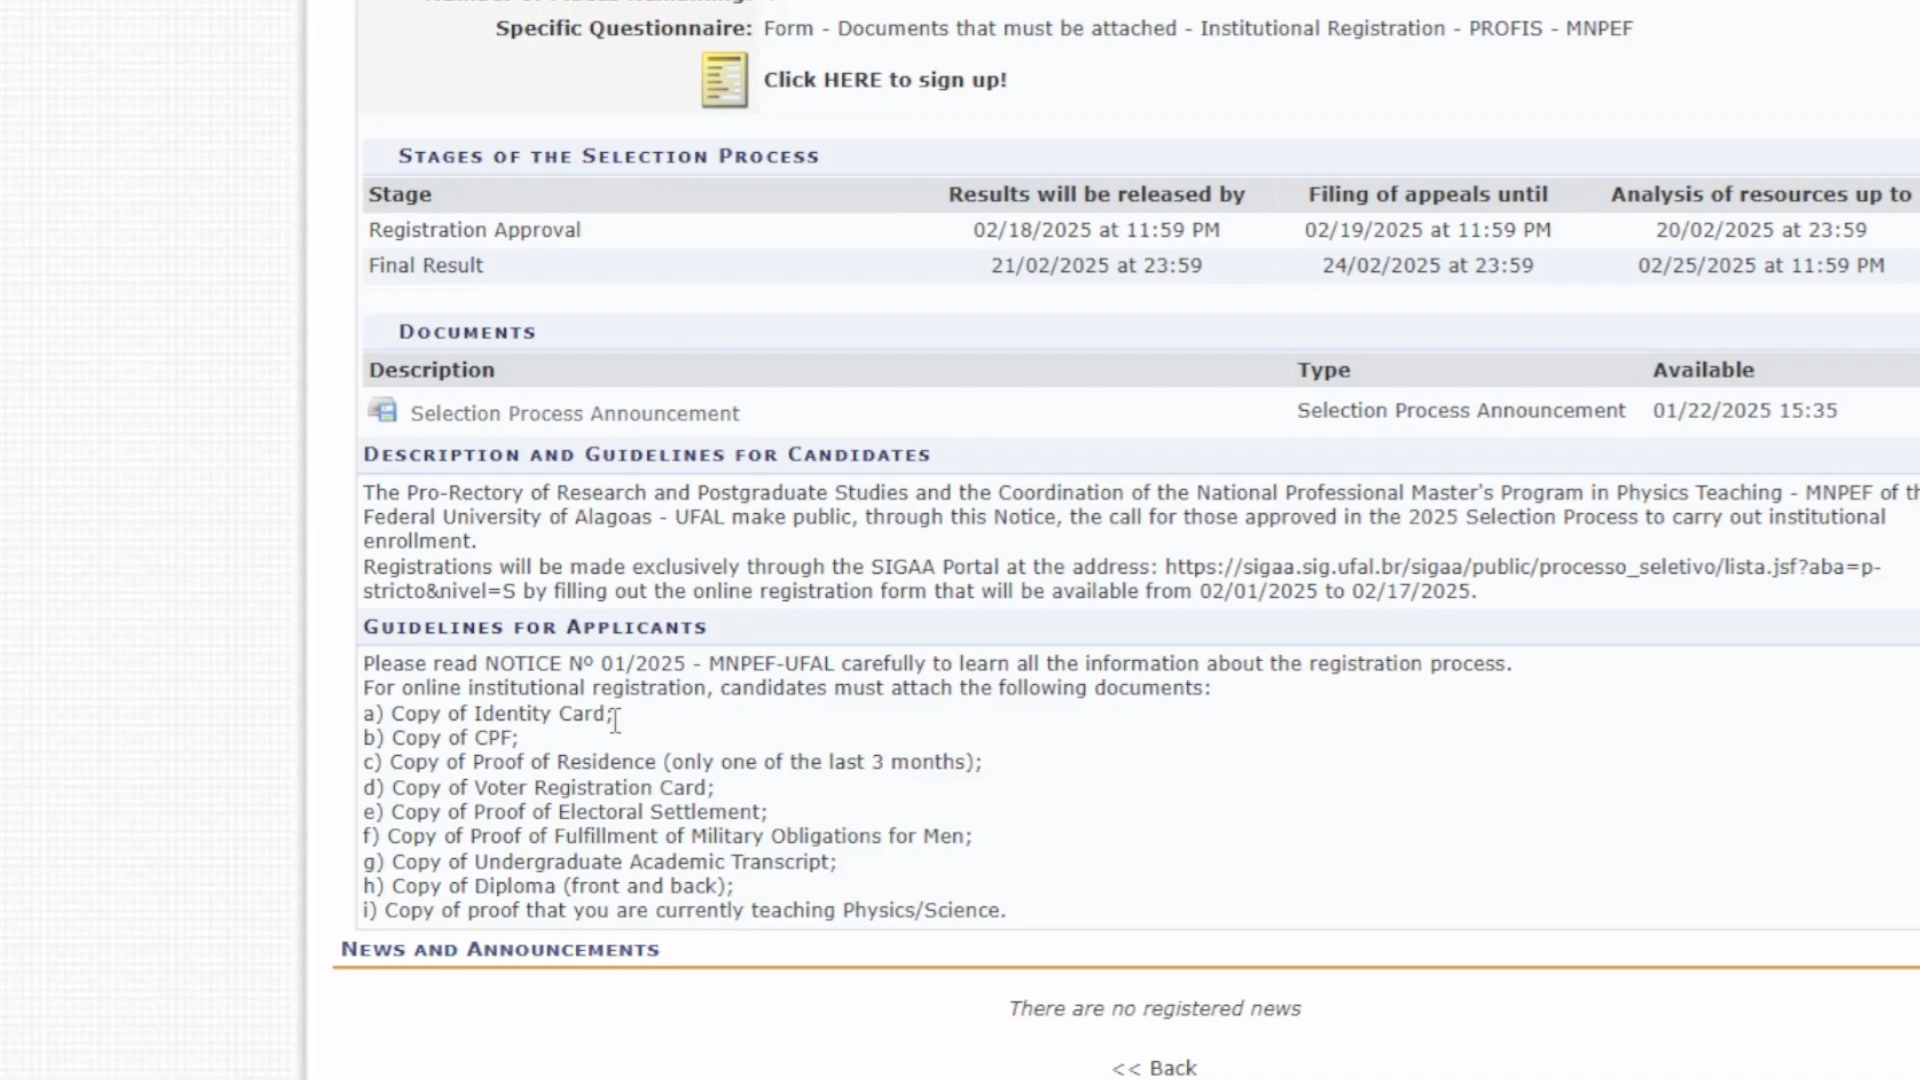 Specific Questionnaire: Form - Documents that must be attached - Institutional Registration - PROFIS - MNPEF
Click HERE to sign up!
STAGES OF THE SELECTION PROCESS
Stage Results will be released by Filing of appeals until Analysis of resources up to
Registration Approval 02/18/2025 at 11:59 PM 02/19/2025 at 11:59 PM 20/02/2025 at 23:59
Final Result 21/02/2025 at 23:59 24/02/2025 at 23:59 02/25/2025 at 11:59 PM
DOCUMENTS
Description Type Available
Selection Process Announcement Selection Process Announcement 01/22/2025 15:35
DESCRIPTION AND GUIDELINES FOR CANDIDATES
The Pro-Rectory of Research and Postgraduate Studies and the Coordination of the National Professional Master's Program in Physics Teaching - MNPEF of
Federal University of Alagoas - UFAL make public, through this Notice, the call for those approved in the 2025 Selection Process to carry out institutional
enrollment.
Registrations will be made exclusively through the SIGAA Portal at the address: https://sigaa.sig.ufal.br/sigaa/public/processo_seletivo/lista.jsf?aba=p-
stricto&nivel=S by filling out the online registration form that will be available from 02/01/2025 to 02/17/2025.
GUIDELINES FOR APPLICANTS
Please read NOTICE Nº 01/2025 - MNPEF-UFAL carefully to learn all the information about the registration process.
For online institutional registration, candidates must attach the following documents:
a) Copy of Identity Card;
b) Copy of CPF;
c) Copy of Proof of Residence (only one of the last 3 months);
d) Copy of Voter Registration Card;
e) Copy of Proof of Electoral Settlement;
f) Copy of Proof of Fulfillment of Military Obligations for Men;
g) Copy of Undergraduate Academic Transcript;
h) Copy of Diploma (front and back);
i) Copy of proof that you are currently teaching Physics/Science.
NEWS AND ANNOUNCEMENTS
There are no registered news
<< Back